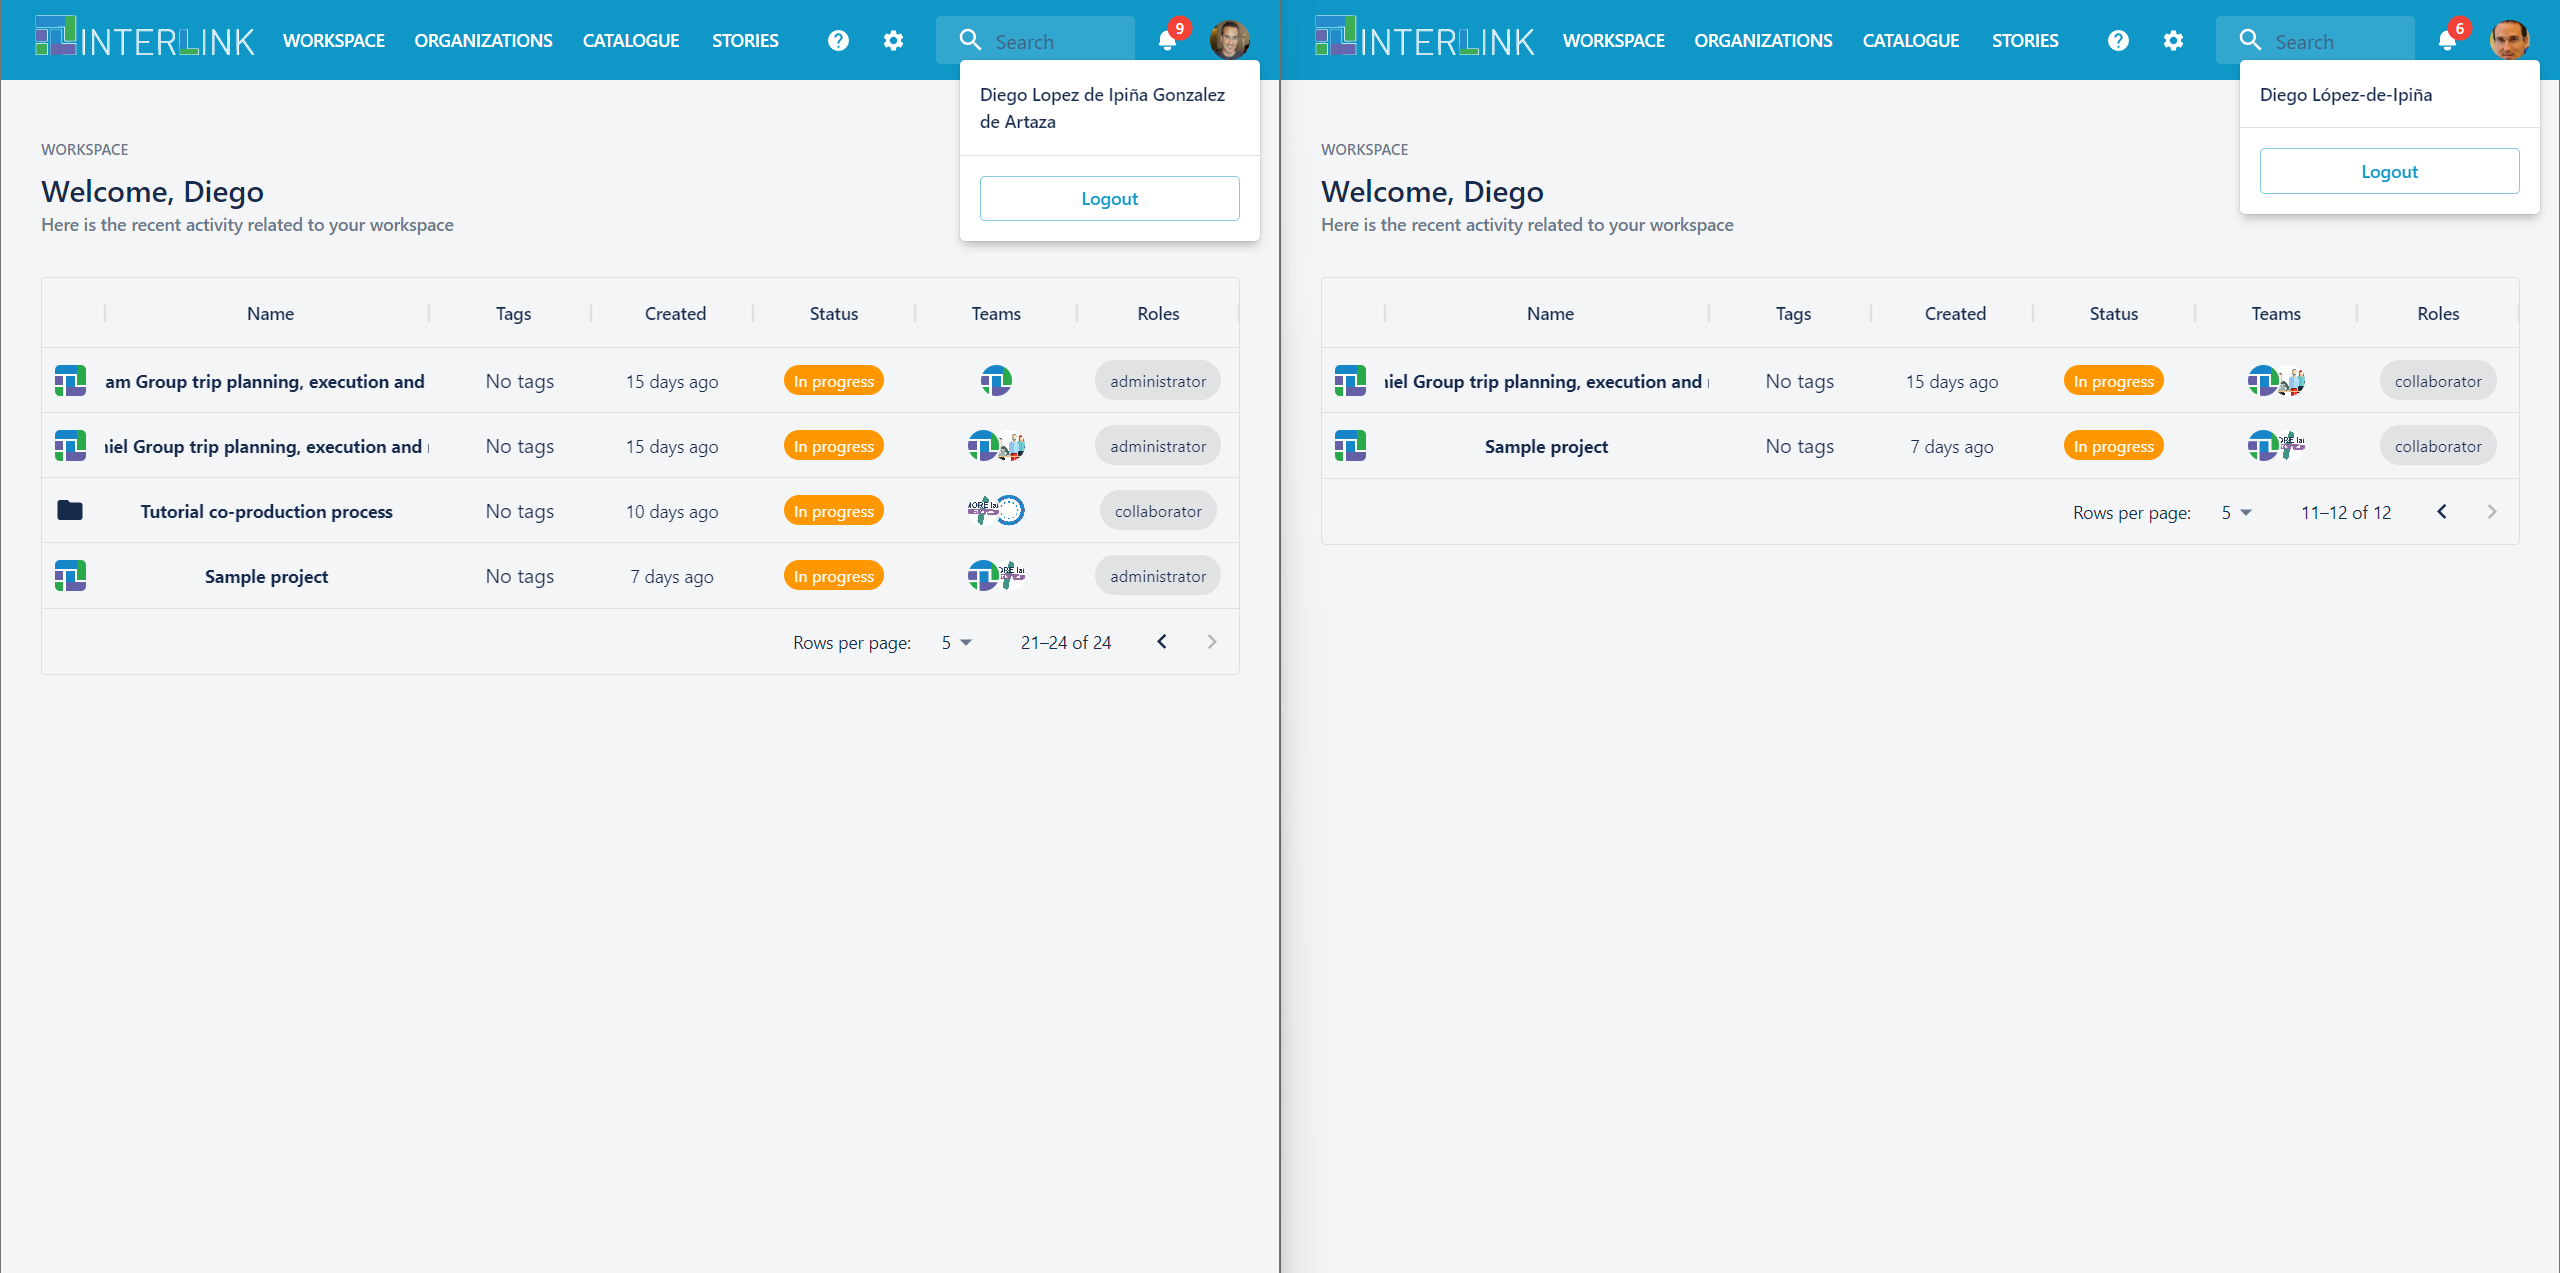 INTERLINK WORKSPACE ORGANIZATIONS CATALOGUE STORIES ? Search 9
Diego Lopez de Ipiña Gonzalez
de Artaza
Logout
WORKSPACE
Welcome, Diego
Here is the recent activity related to your workspace
Name Tags Created Status Teams Roles
am Group trip planning, execution and No tags 15 days ago In progress administrator
niel Group trip planning, execution and No tags 15 days ago In progress administrator
Tutorial co-production process No tags 10 days ago In progress collaborator
Sample project No tags 7 days ago In progress administrator
Rows per page: 5 21–24 of 24
INTERLINK WORKSPACE ORGANIZATIONS CATALOGUE STORIES ? Search 6
Diego López-de-Ipiña
Logout
WORKSPACE
Welcome, Diego
Here is the recent activity related to your workspace
Name Tags Created Status Teams Roles
niel Group trip planning, execution and No tags 15 days ago In progress collaborator
Sample project No tags 7 days ago In progress collaborator
Rows per page: 5 11–12 of 12